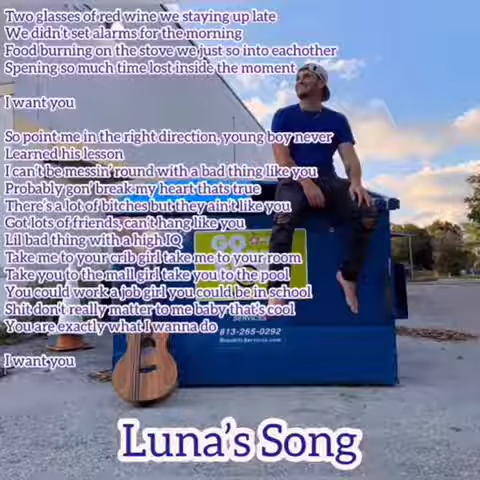 Two glasses of red wine we staying up late
We didn't set alarms for the morning
Food burning on the stove we just so into eachother
Spening so much time lost inside the moment
I want you
So point me in the right direction, young boy never
Learned his lesson
I can't be messin' round with a bad thing like you
Probably gon' break my heart thats true
There's a lot of bitches but they ain't like you
Got lots of friends, can't hang like you
Lil bad thing with a high IQ
Take me to your crib girl take me to your room
Take you to the mall girl take you to the pool
You could work a job girl you could be in school
Shit don't really matter to me baby that's cool
You are exactly what I wanna do
I want you
GO
SERVICES
813-265-0292
Luna's Song